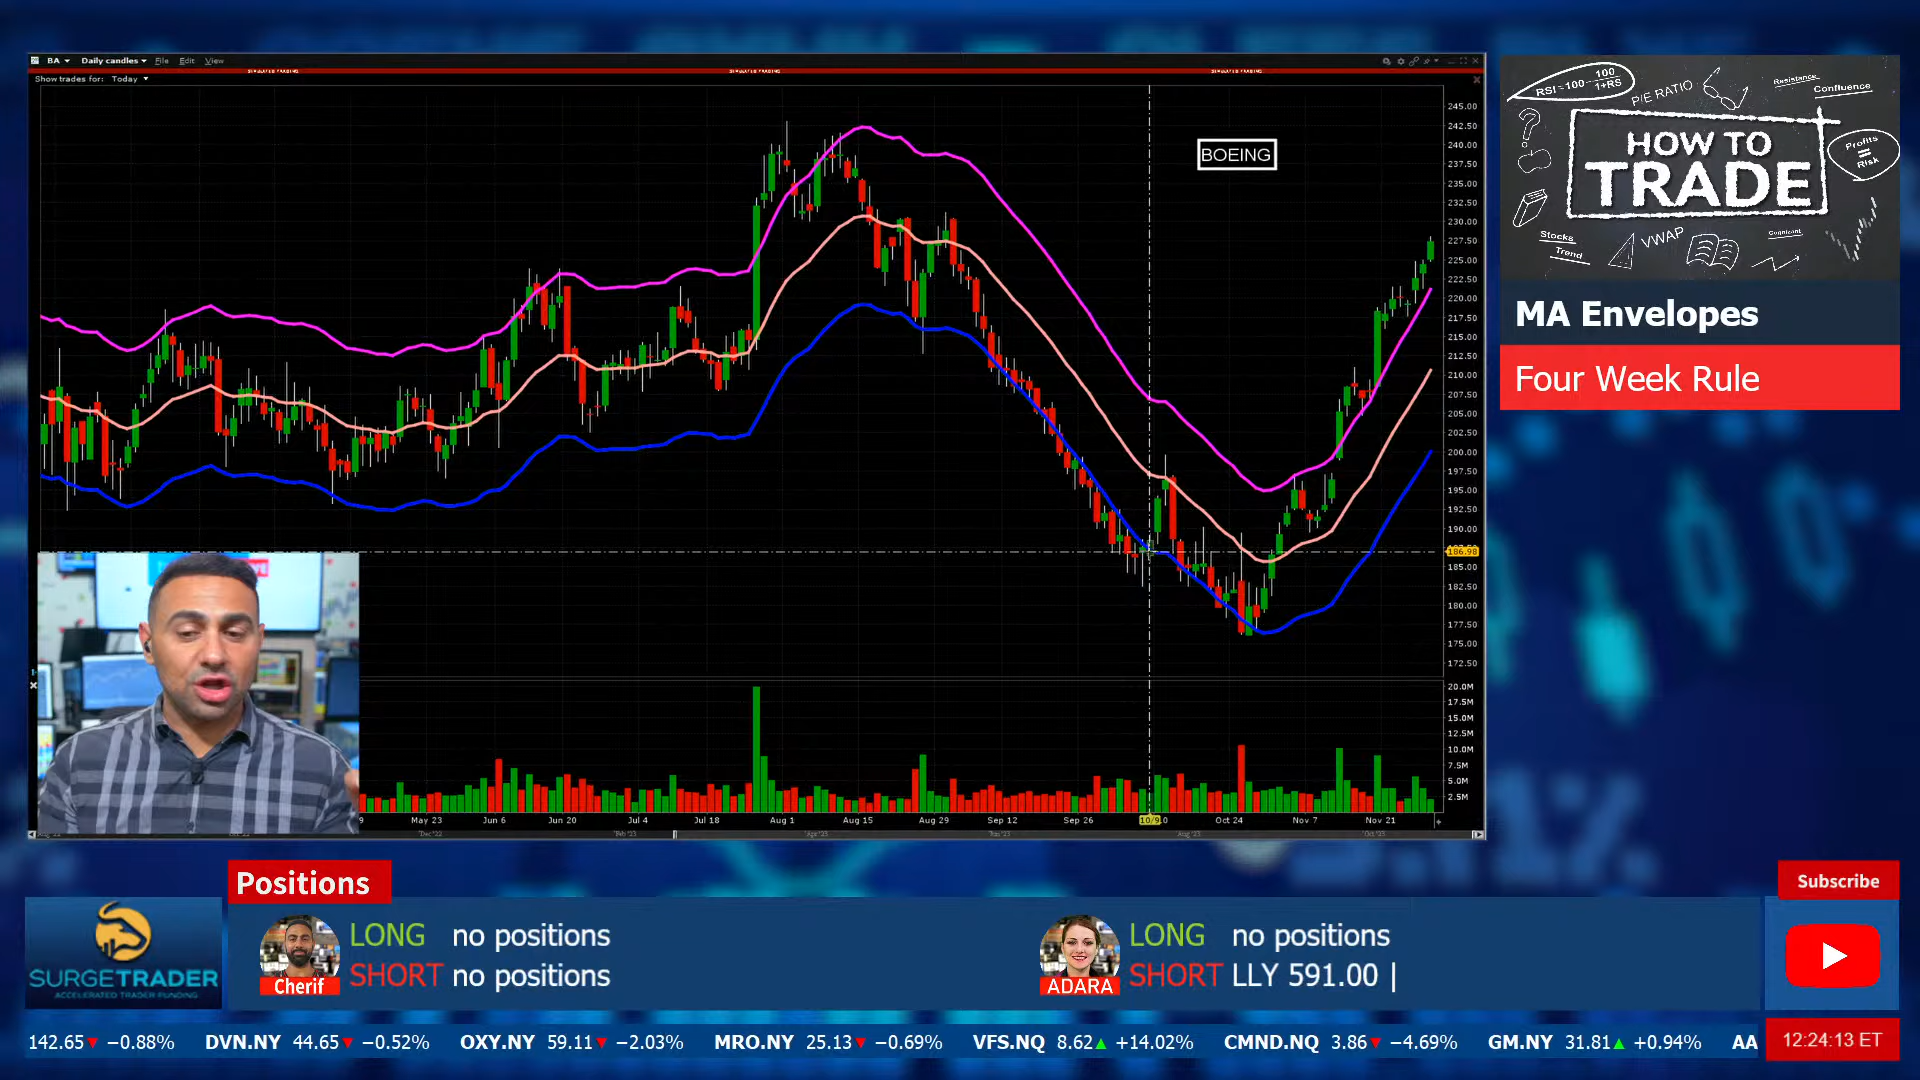 BA
Daily candles
File
Edit
View
Show trades for:
Today
BOEING
245.00
242.50
240.00
237.50
235.00
232.50
230.00
227.50
225.00
222.50
220.00
217.50
215.00
212.50
210.00
207.50
205.00
202.50
200.00
197.50
195.00
192.50
190.00
186.98
185.00
182.50
180.00
177.50
175.00
172.50
20.0M
17.5M
15.0M
12.5M
10.0M
7.5M
5.0M
2.5M
9
May 23
Jun 6
Jun 20
Jul 4
Jul 18
Aug 1
Aug 15
Aug 29
Sep 12
Sep 26
10/9
0
Oct 24
Nov 7
Nov 21
RSI=100- 100
1+RS
P/E RATIO
Resistance
Confluence
HOW TO
TRADE
Profits
=
Risk
Stocks
Trend
VWAP
MA Envelopes
Four Week Rule
Positions
Subscribe
SURGETRADER
ACCELERATED TRADER FUNDING
Cherif
LONG no positions
SHORT no positions
ADARA
LONG no positions
SHORT LLY 591.00 |
142.65▼ −0.88% DVN.NY 44.65▼ −0.52% OXY.NY 59.11▼ −2.03% MRO.NY 25.13▼ −0.69% VFS.NQ 8.62▲ +14.02% CMND.NQ 3.86▼ −4.69% GM.NY 31.81▲ +0.94% AA
12:24:13 ET